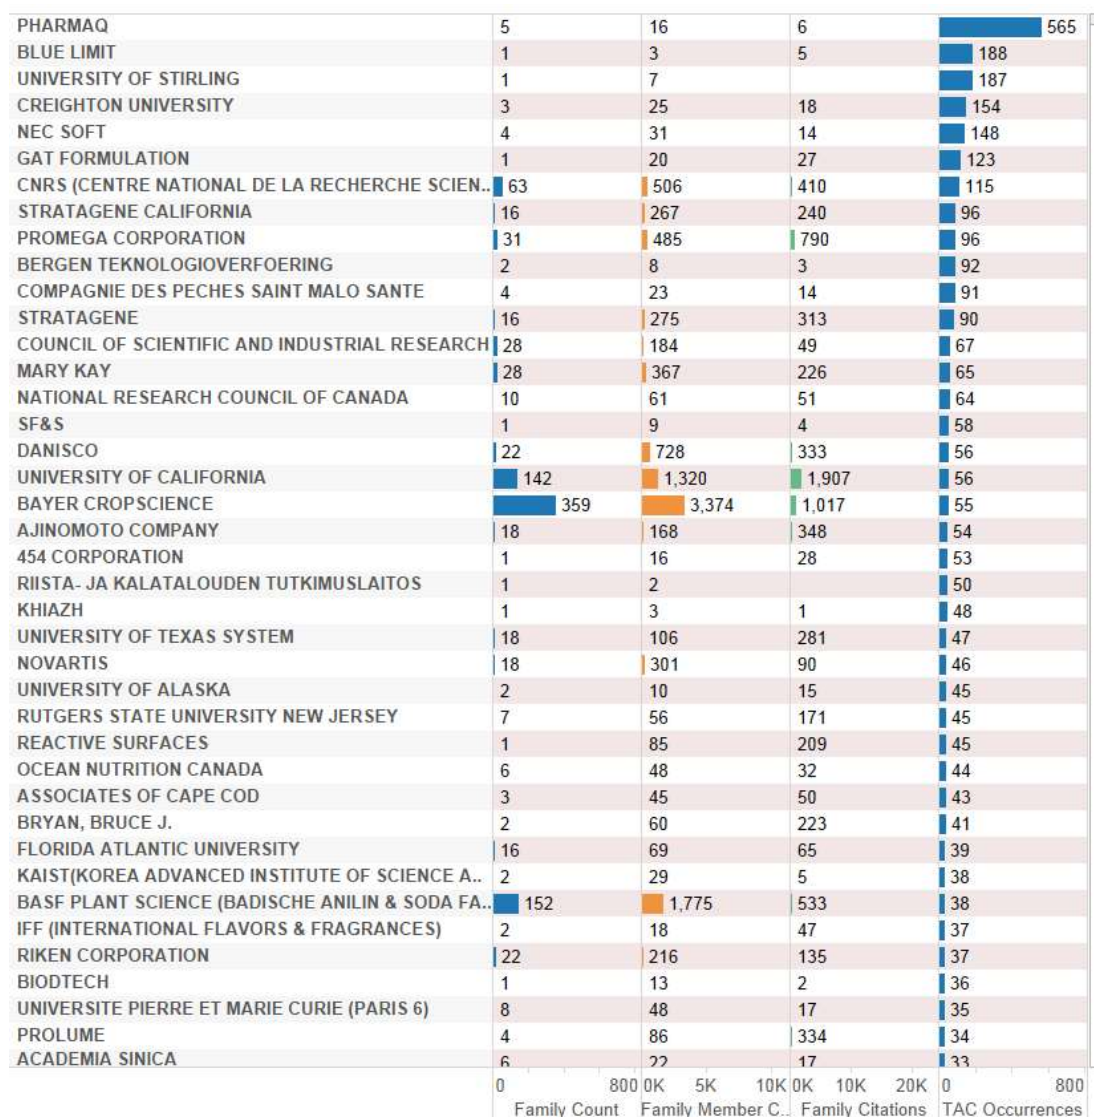 PHARMAQ 5 16 6 565
BLUE LIMIT 1 3 5 188
UNIVERSITY OF STIRLING 1 7 187
CREIGHTON UNIVERSITY 3 25 18 154
NEC SOFT 4 31 14 148
GAT FORMULATION 1 20 27 123
CNRS (CENTRE NATIONAL DE LA RECHERCHE SCIEN.. 63 506 410 115
STRATAGENE CALIFORNIA 16 267 240 96
PROMEGA CORPORATION 31 485 790 96
BERGEN TEKNOLOGIOVERFOERING 2 8 3 92
COMPAGNIE DES PECHES SAINT MALO SANTE 4 23 14 91
STRATAGENE 16 275 313 90
COUNCIL OF SCIENTIFIC AND INDUSTRIAL RESEARCH 28 184 49 67
MARY KAY 28 367 226 65
NATIONAL RESEARCH COUNCIL OF CANADA 10 61 51 64
SF&S 1 9 4 58
DANISCO 22 728 333 56
UNIVERSITY OF CALIFORNIA 142 1,320 1,907 56
BAYER CROPSCIENCE 359 3,374 1,017 55
AJINOMOTO COMPANY 18 168 348 54
454 CORPORATION 1 16 28 53
RIISTA- JA KALATALOUDEN TUTKIMUSLAITOS 1 2 50
KHIAZH 1 3 1 48
UNIVERSITY OF TEXAS SYSTEM 18 106 281 47
NOVARTIS 18 301 90 46
UNIVERSITY OF ALASKA 2 10 15 45
RUTGERS STATE UNIVERSITY NEW JERSEY 7 56 171 45
REACTIVE SURFACES 1 85 209 45
OCEAN NUTRITION CANADA 6 48 32 44
ASSOCIATES OF CAPE COD 3 45 50 43
BRYAN, BRUCE J. 2 60 223 41
FLORIDA ATLANTIC UNIVERSITY 16 69 65 39
KAIST(KOREA ADVANCED INSTITUTE OF SCIENCE A.. 2 29 5 38
BASF PLANT SCIENCE (BADISCHE ANILIN & SODA FA.. 152 1,775 533 38
IFF (INTERNATIONAL FLAVORS & FRAGRANCES) 2 18 47 37
RIKEN CORPORATION 22 216 135 37
BIODTECH 1 13 2 36
UNIVERSITE PIERRE ET MARIE CURIE (PARIS 6) 8 48 17 35
PROLUME 4 86 334 34
ACADEMIA SINICA 6 22 17 33
0 800 0K 5K 10K 0K 10K 20K 0 800
Family Count Family Member C.. Family Citations TAC Occurrences